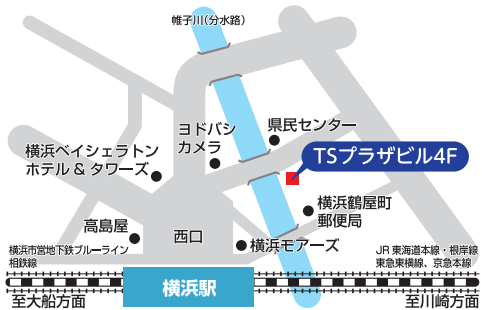 帷子川（分水路）
県民センター
ヨドバシ
カメラ
TSプラザビル4F
横浜ベイシェラトン
ホテル & タワーズ
横浜鶴屋町
郵便局
高島屋
西口
横浜モアーズ
横浜市営地下鉄ブルーライン
相鉄線
JR 東海道本線・根岸線
東急東横線、京急本線
横浜駅
至大船方面
至川崎方面